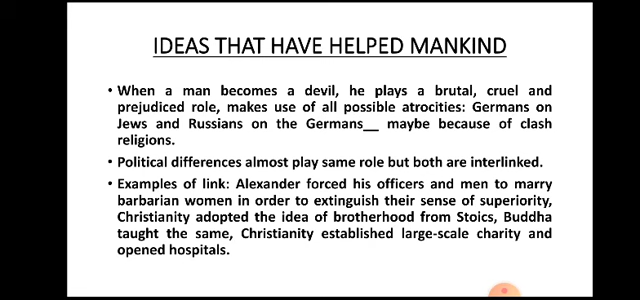 IDEAS THAT HAVE HELPED MANKIND
• When a man becomes a devil, he plays a brutal, cruel and
prejudiced role, makes use of all possible atrocities: Germans on
Jews and Russians on the Germans__ maybe because of clash
religions.
• Political differences almost play same role but both are interlinked.
• Examples of link: Alexander forced his officers and men to marry
barbarian women in order to extinguish their sense of superiority,
Christianity adopted the idea of brotherhood from Stoics, Buddha
taught the same, Christianity established large-scale charity and
opened hospitals.